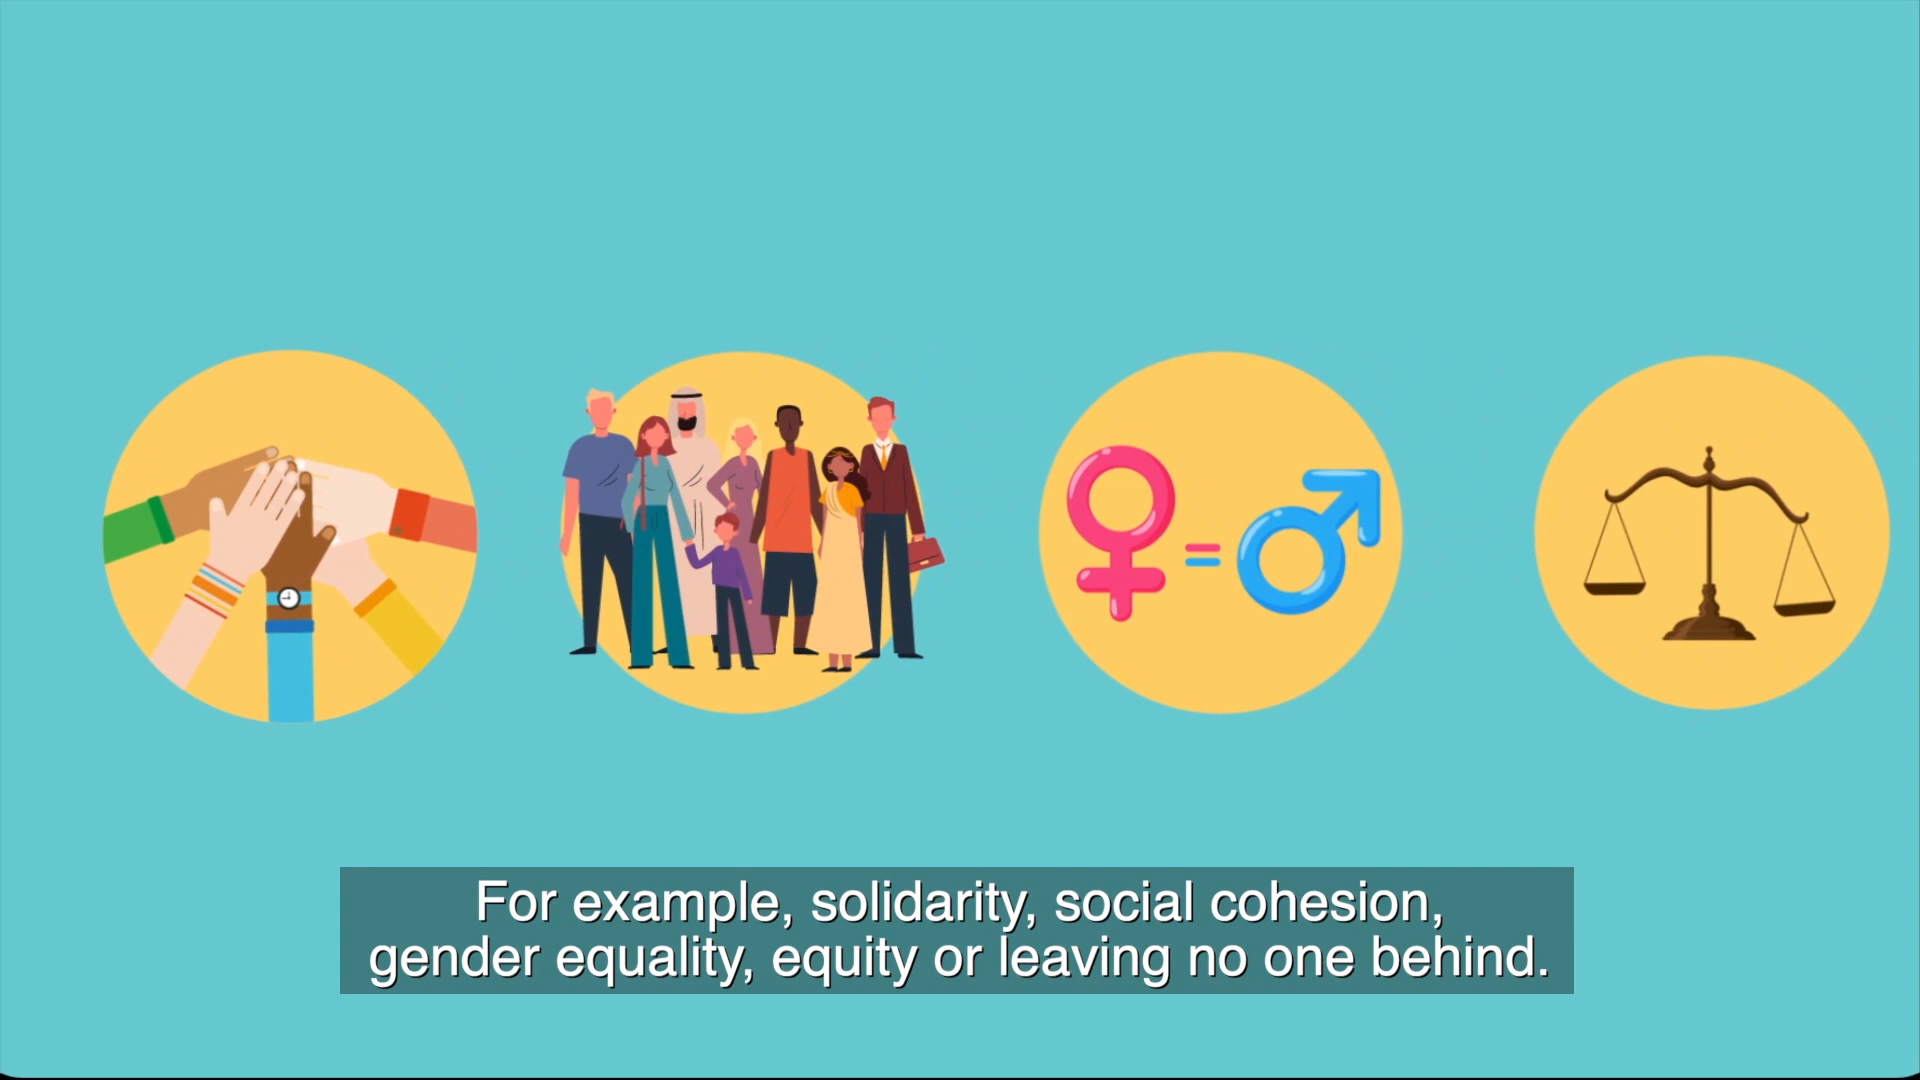 For example, solidarity, social cohesion,
gender equality, equity or leaving no one behind.